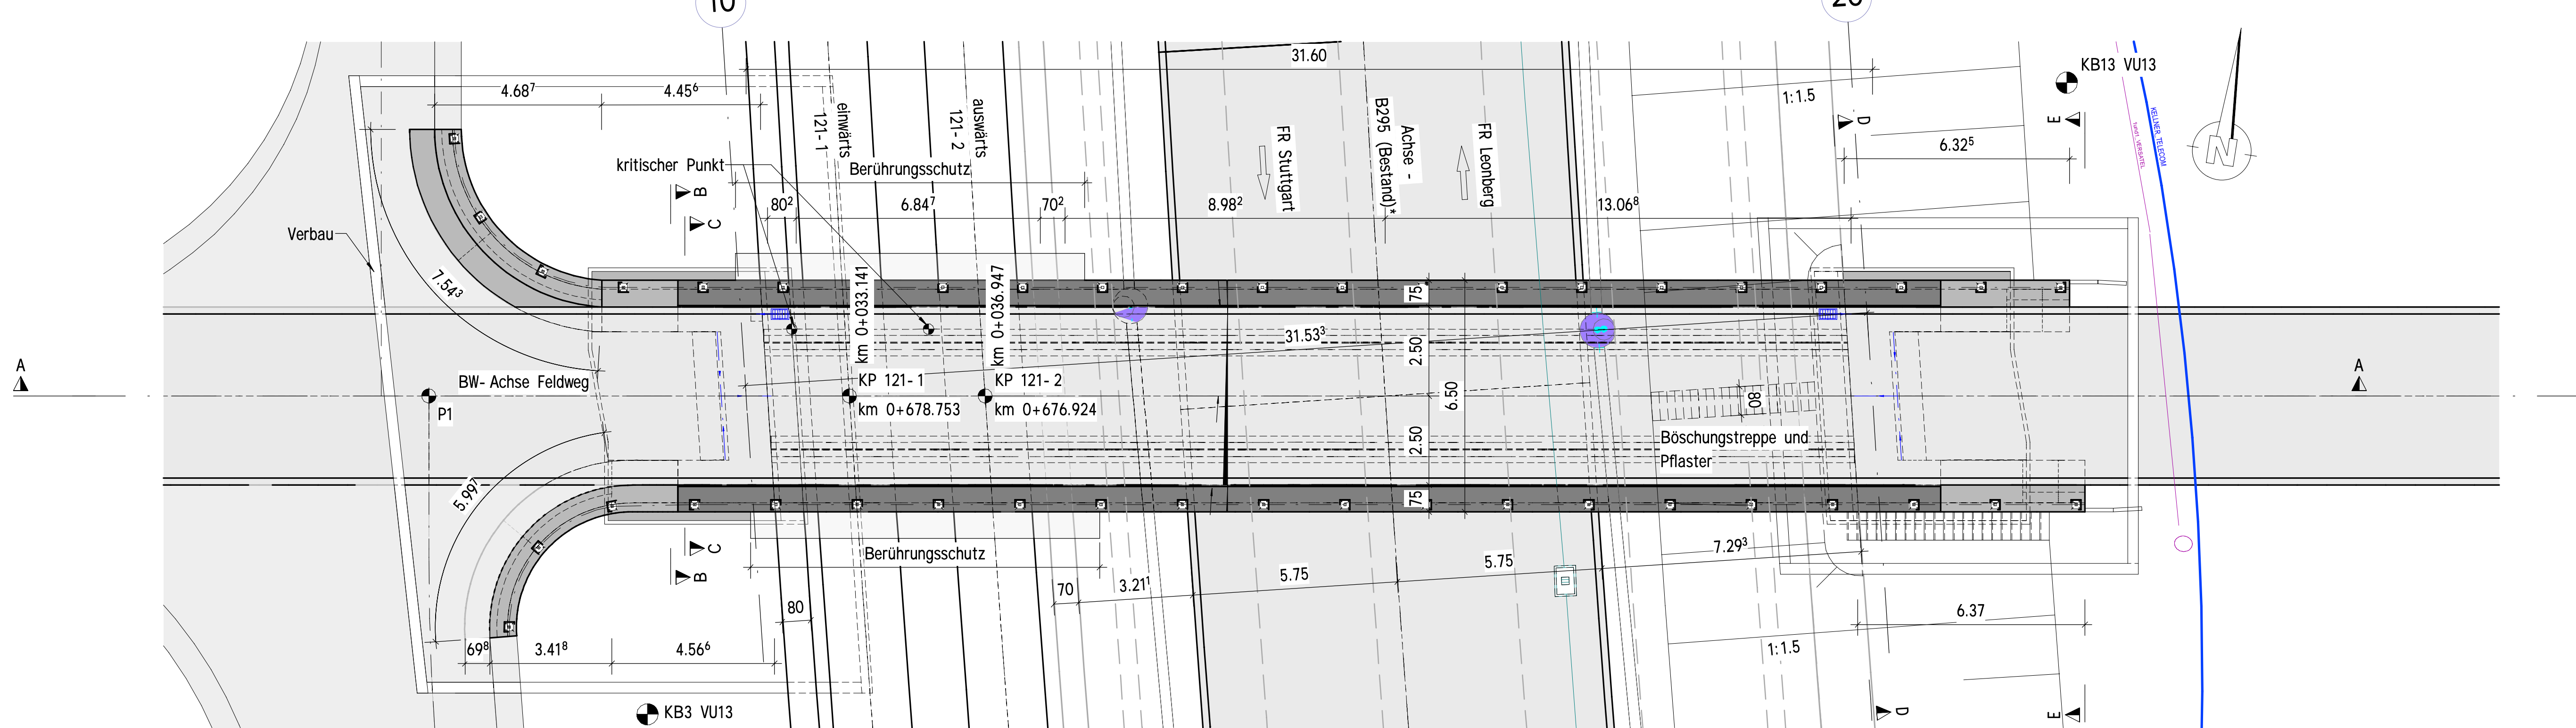 10
20
31.60
KB13 VU13
4.68⁷
4.45⁶
einwärts
121-1
auswärts
121-2
Achse -
B295 (Bestand)*
FR Stuttgart
FR Leonberg
1:1.5
D
E
6.32⁵
KELLNER TELECOM
N
kritischer Punkt
Berührungsschutz
B
C
80²
6.84⁷
70²
8.98²
13.06⁸
Verbau
7.54³
km 0+033.141
km 0+036.947
75
31.53³
2.50
A
BW-Achse Feldweg
KP 121-1
KP 121-2
6.50
80
A
P1
km 0+678.753
km 0+676.924
2.50
Böschungstreppe und
Pflaster
5.99⁷
75
C
B
Berührungsschutz
7.29³
5.75
5.75
70
3.21¹
80
6.37
69⁸
3.41⁸
4.56⁶
1:1.5
KB3 VU13
D
E